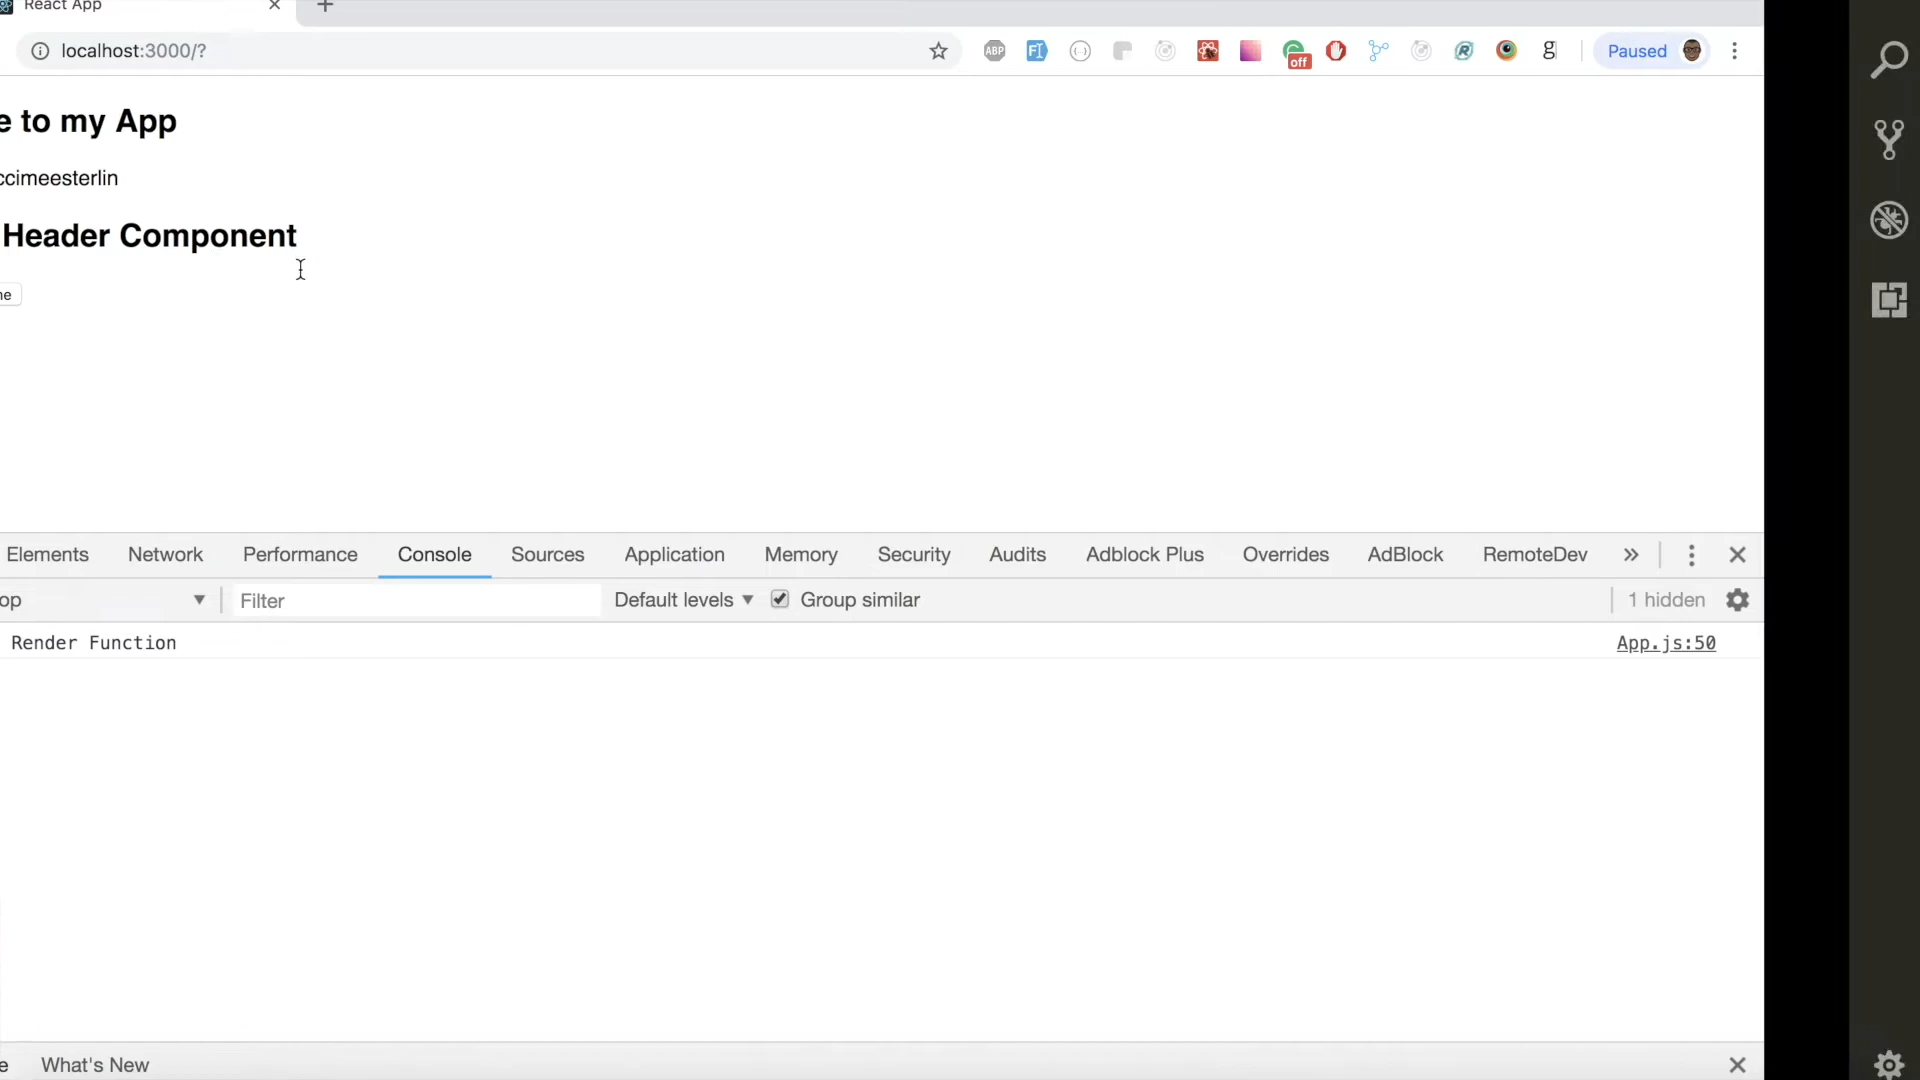 React App
localhost:3000/?
ABP
off
g
Paused
e to my App
ccimeesterlin
Header Component
ne
Elements Network Performance Console Sources Application Memory Security Audits Adblock Plus Overrides AdBlock RemoteDev
op Filter Default levels Group similar 1 hidden
Render Function App.js:50
e What's New